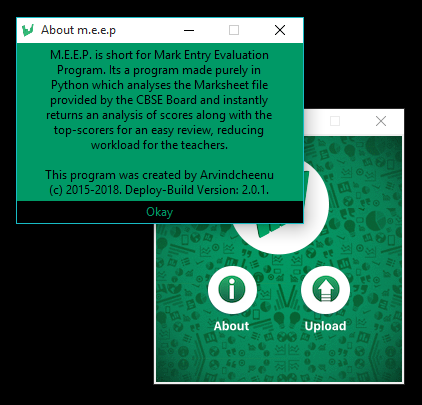 About m.e.e.p
M.E.E.P. is short for Mark Entry Evaluation
Program. Its a program made purely in
Python which analyses the Marksheet file
provided by the CBSE Board and instantly
returns an analysis of scores along with the
top-scorers for an easy review, reducing
workload for the teachers.
This program was created by Arvindcheenu
(c) 2015-2018. Deploy-Build Version: 2.0.1.
Okay
About
Upload